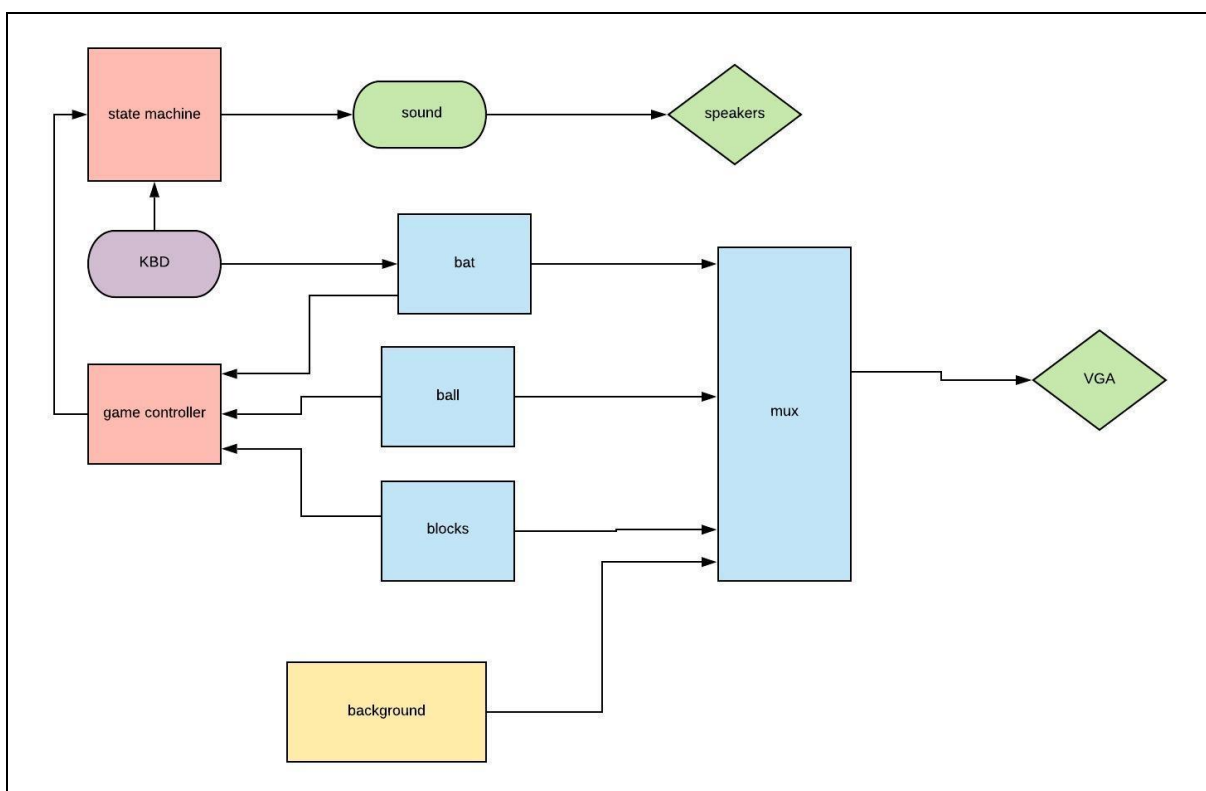 state machine
sound
speakers
KBD
bat
game controller
ball
mux
VGA
blocks
background